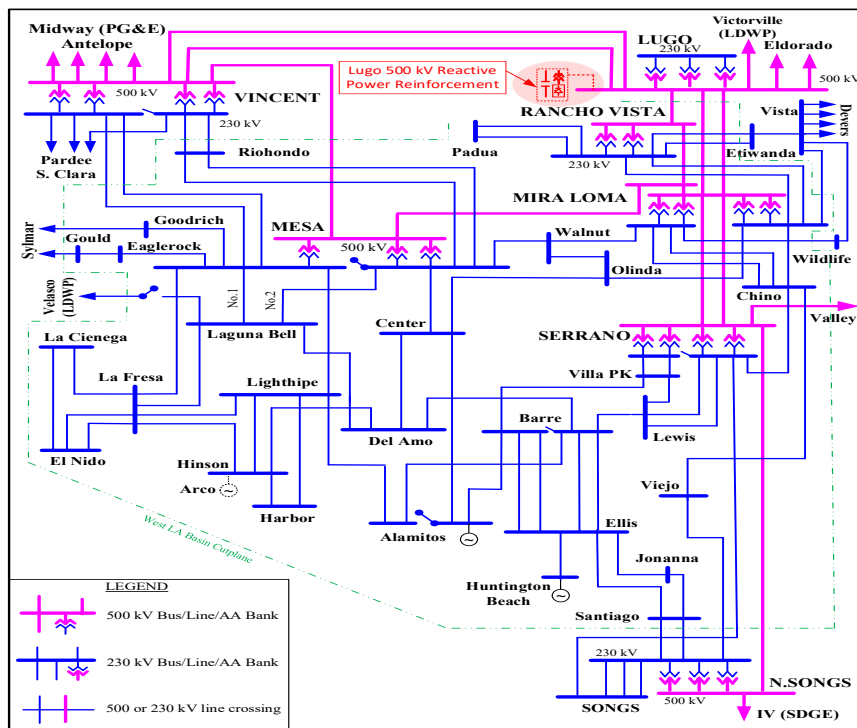 Midway (PG&E)
Antelope
500 kV
VINCENT
230 kV
Pardee
S. Clara
Riohondo
Lugo 500 kV Reactive
Power Reinforcement
Victorville
(LDWP)
LUGO
230 kV
Eldorado
500 kV
RANCHO VISTA
Padua
230 kV
Vista
Etiwanda
Devers
MIRA LOMA
Sylmar
Goodrich
Gould
Eaglerock
MESA
500 kV
Walnut
Olinda
Wildlife
Chino
Velasco
(LDWP)
No.1
No.2
Laguna Bell
Center
SERRANO
Valley
La Cienega
La Fresa
Lighthipe
Villa PK
El Nido
Hinson
Arco
~
Harbor
Del Amo
Barre
Lewis
Viejo
Alamitos
~
Ellis
Jonanna
Huntington
Beach
~
Santiago
West LA Basin Cutplane
230 kV
SONGS
500 kV
N.SONGS
IV (SDGE)
LEGEND
500 kV Bus/Line/AA Bank
230 kV Bus/Line/AA Bank
500 or 230 kV line crossing